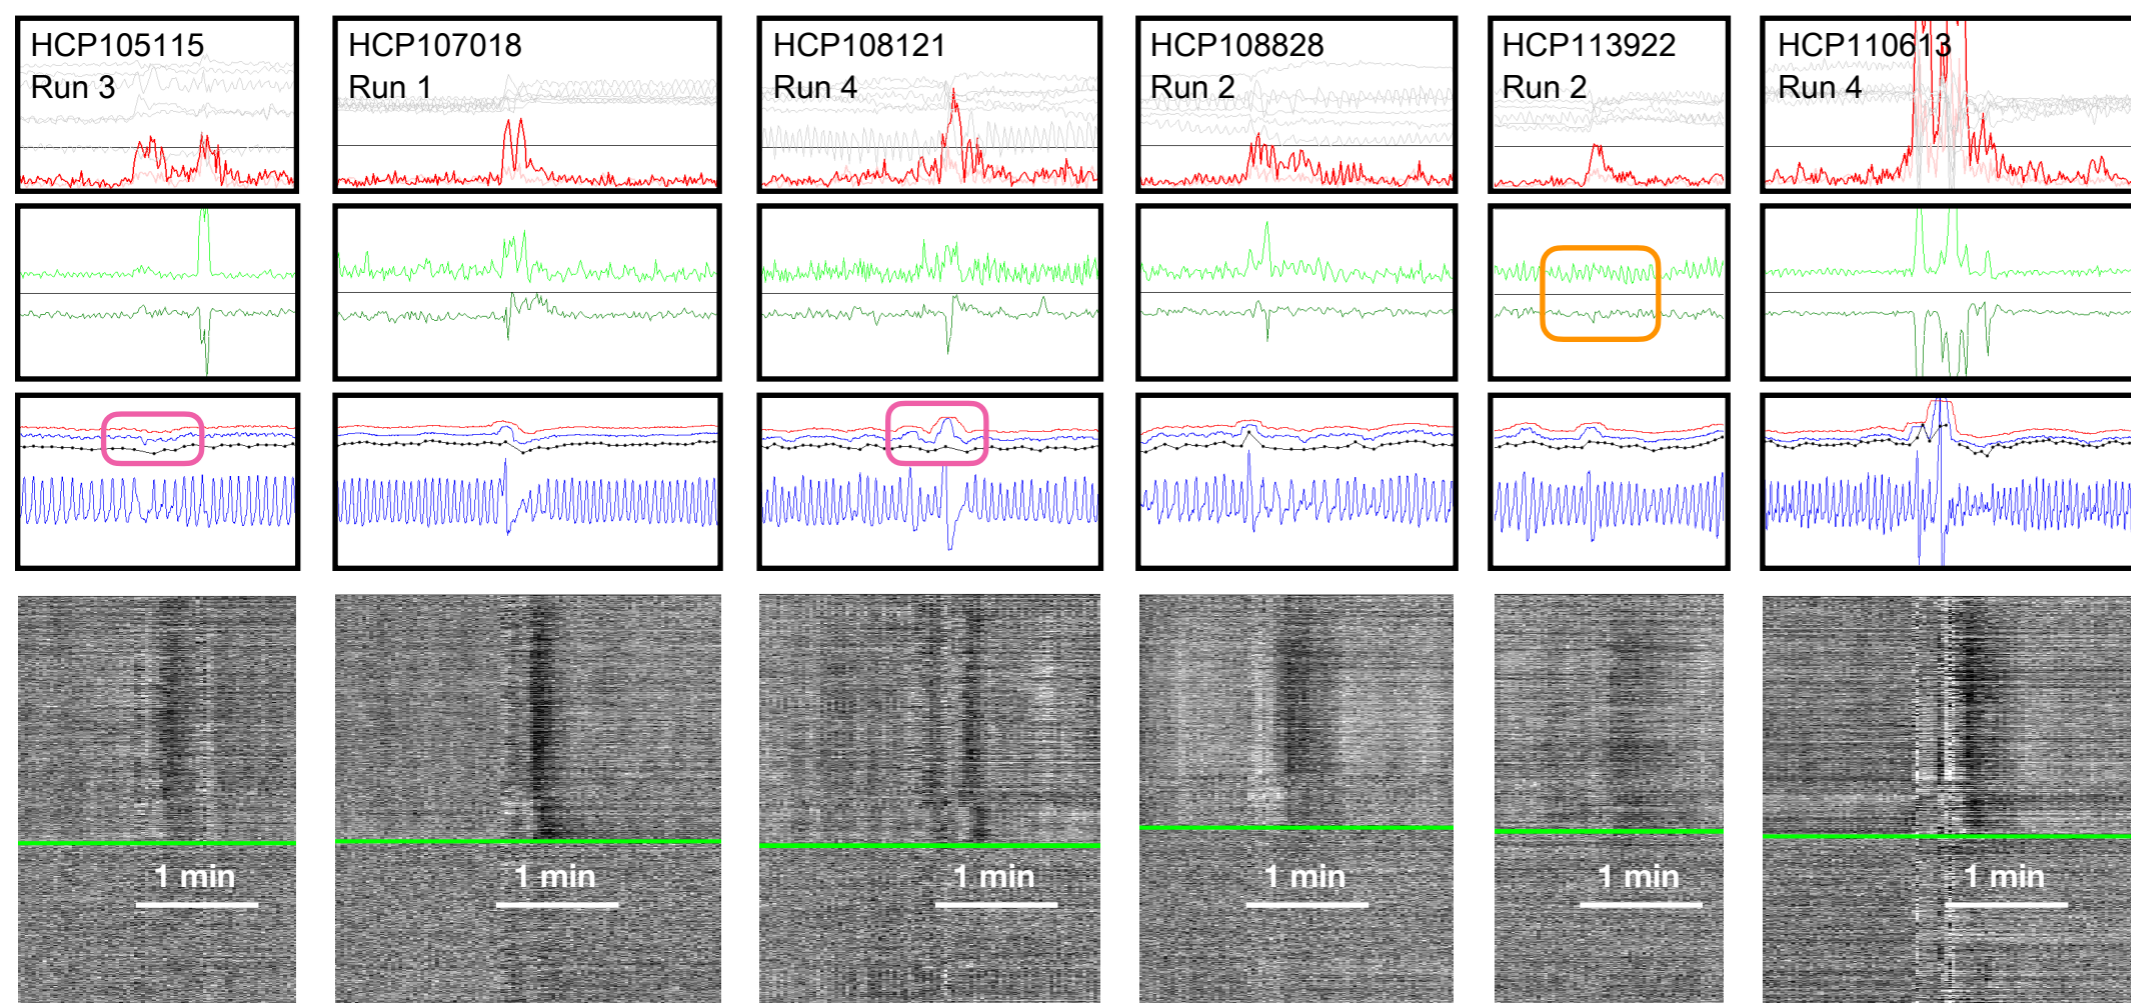 HCP105115
Run 3
HCP107018
Run 1
HCP108121
Run 4
HCP108828
Run 2
HCP113922
Run 2
HCP110613
Run 4
1 min
1 min
1 min
1 min
1 min
1 min